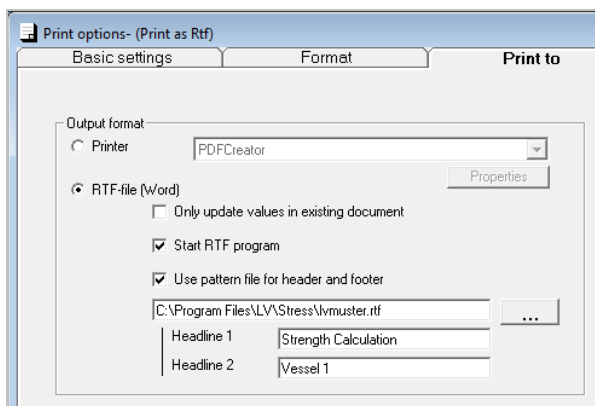 Print options- (Print as Rtf)
Basic settings Format Print to
Output format
Printer PDFCreator
Properties
RTF-file (Word)
Only update values in existing document
Start RTF program
Use pattern file for header and footer
C:\Program Files\LV\Stress\lvmuster.rtf ...
Headline 1 Strength Calculation
Headline 2 Vessel 1